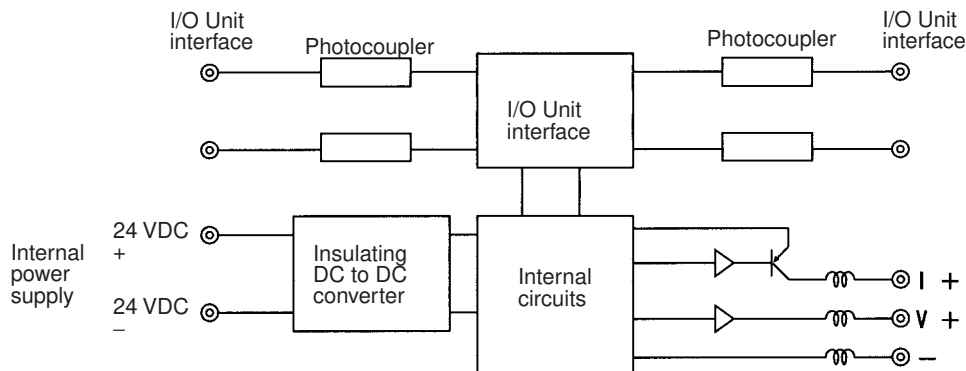 I/O Unit
interface
Photocoupler
Photocoupler
I/O Unit
interface
I/O Unit
interface
Internal
power
supply
24 VDC
+
24 VDC
–
Insulating
DC to DC
converter
Internal
circuits
I +
V +
–